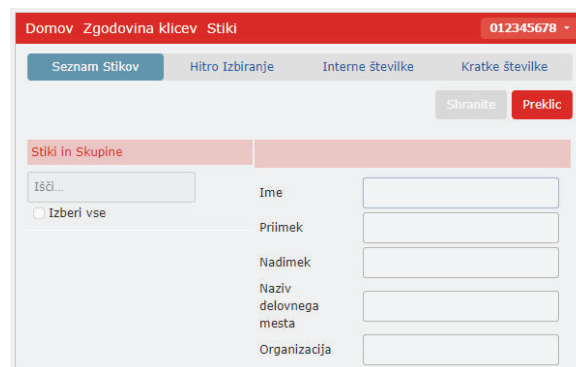 Domov Zgodovina klicev Stiki 012345678
Seznam Stikov Hitro Izbiranje Interne številke Kratke številke
Shranite Preklic
Stiki in Skupine
Išči...
Izberi vse
Ime
Priimek
Nadimek
Naziv
delovnega
mesta
Organizacija